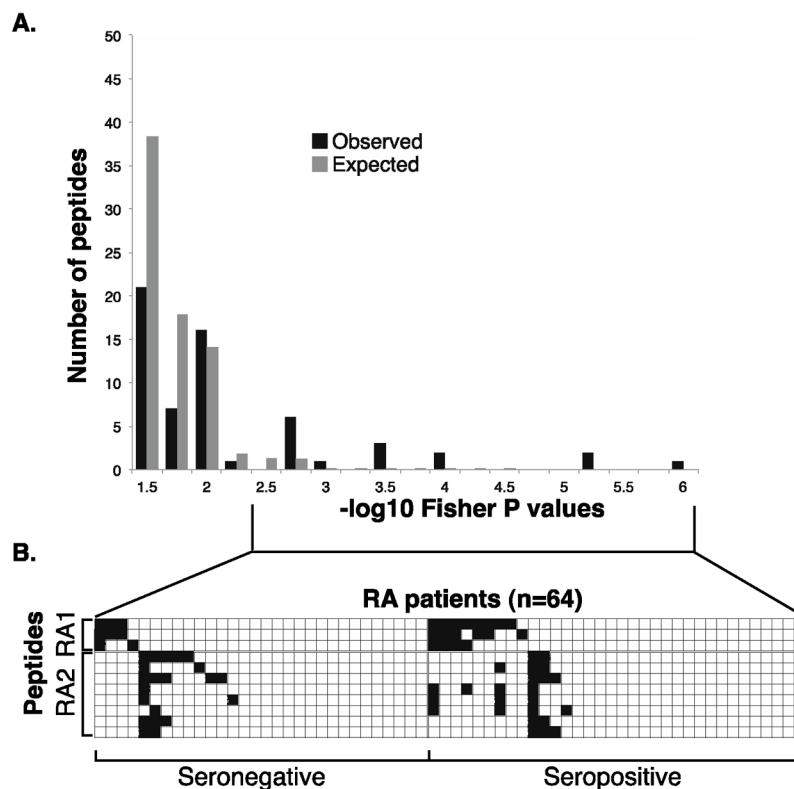 A.
50
45
40
35
30
25
20
15
10
5
0
Number of peptides
Observed
Expected
1.5 2 2.5 3 3.5 4 4.5 5 5.5 6
-log10 Fisher P values
B.
RA patients (n=64)
Peptides
RA1
RA2
Seronegative Seropositive